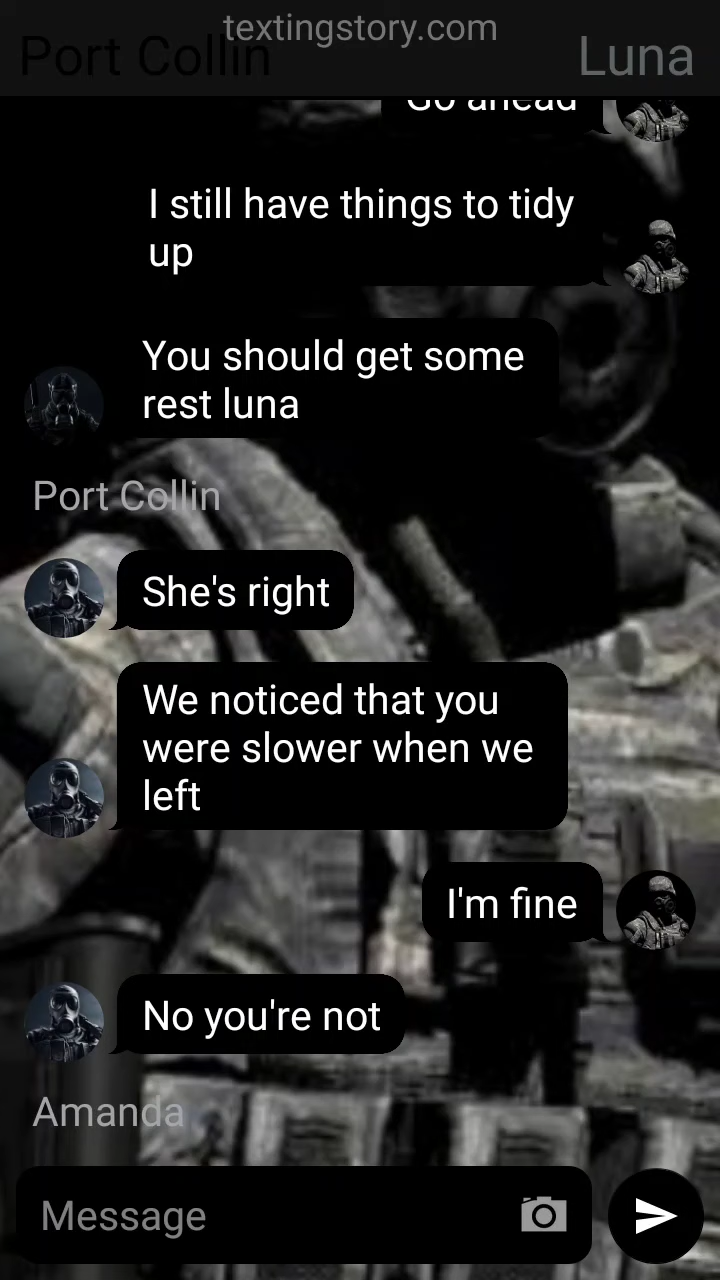 textingstory.com
Port Collin
Luna
Go ahead
I still have things to tidy
up
You should get some
rest luna
Port Collin
She's right
We noticed that you
were slower when we
left
I'm fine
No you're not
Amanda
Message